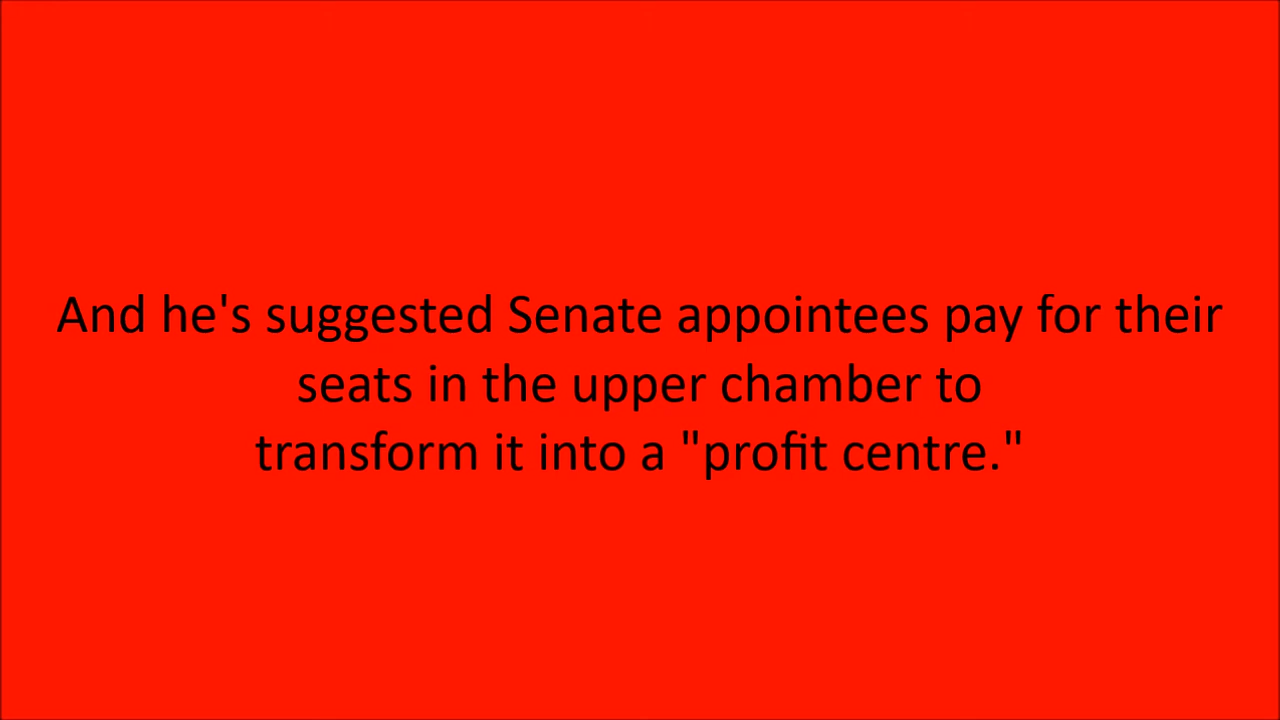 And he's suggested Senate appointees pay for their
seats in the upper chamber to
transform it into a "profit centre."